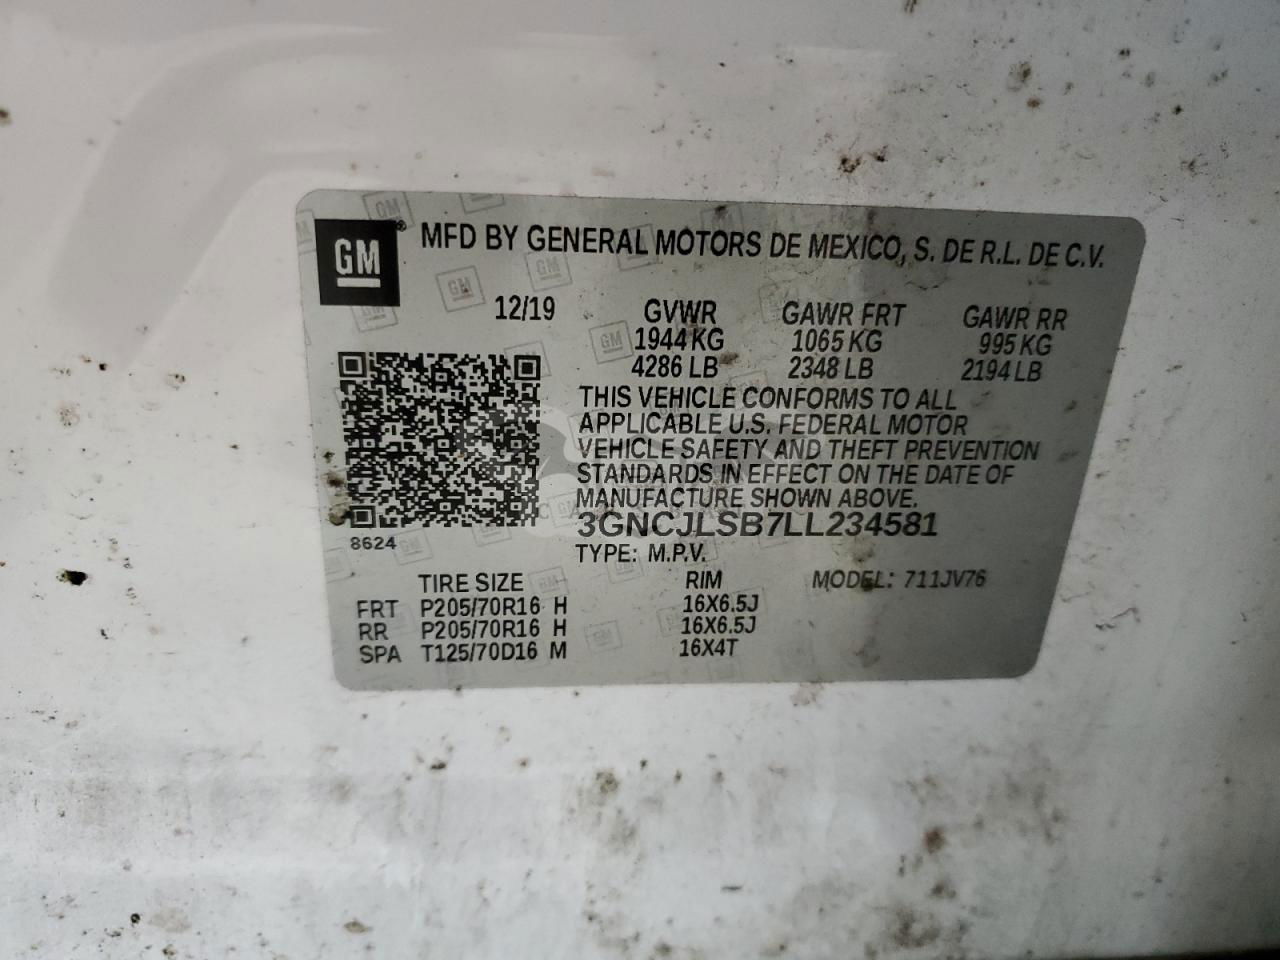 GM® MFD BY GENERAL MOTORS DE MEXICO, S. DE R.L. DE C.V.
12/19 GVWR GAWR FRT GAWR RR
1944 KG 1065 KG 995 KG
4286 LB 2348 LB 2194 LB
THIS VEHICLE CONFORMS TO ALL
APPLICABLE U.S. FEDERAL MOTOR
VEHICLE SAFETY AND THEFT PREVENTION
STANDARDS IN EFFECT ON THE DATE OF
MANUFACTURE SHOWN ABOVE.
3GNCJLSB7LL234581
8624 TYPE: M.P.V.
TIRE SIZE RIM MODEL: 711JV76
FRT P205/70R16 H 16X6.5J
RR P205/70R16 H 16X6.5J
SPA T125/70D16 M 16X4T